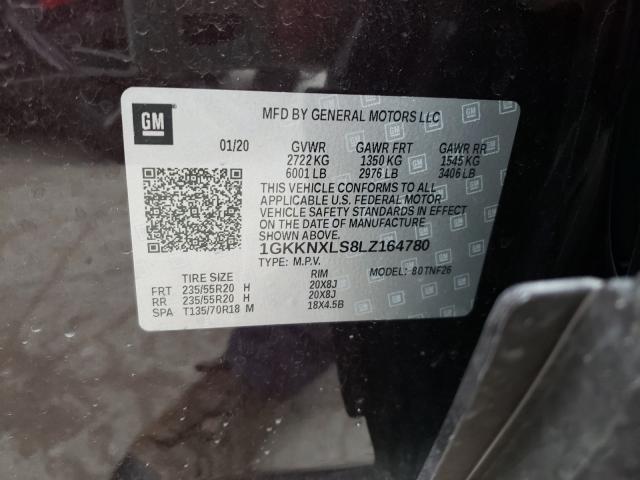 GM
MFD BY GENERAL MOTORS LLC
01/20 GVWR GAWR FRT GAWR RR
2722 KG 1350 KG 1545 KG
6001 LB 2976 LB 3406 LB
THIS VEHICLE CONFORMS TO ALL
APPLICABLE U.S. FEDERAL MOTOR
VEHICLE SAFETY STANDARDS IN EFFECT
ON THE DATE OF MANUFACTURE
SHOWN ABOVE.
1GKKNXLS8LZ164780
TYPE: M.P.V. MODEL: 80TNF26
TIRE SIZE RIM
FRT 235/55R20 H 20X8J
RR 235/55R20 H 20X8J
SPA T135/70R18 M 18X4.5B